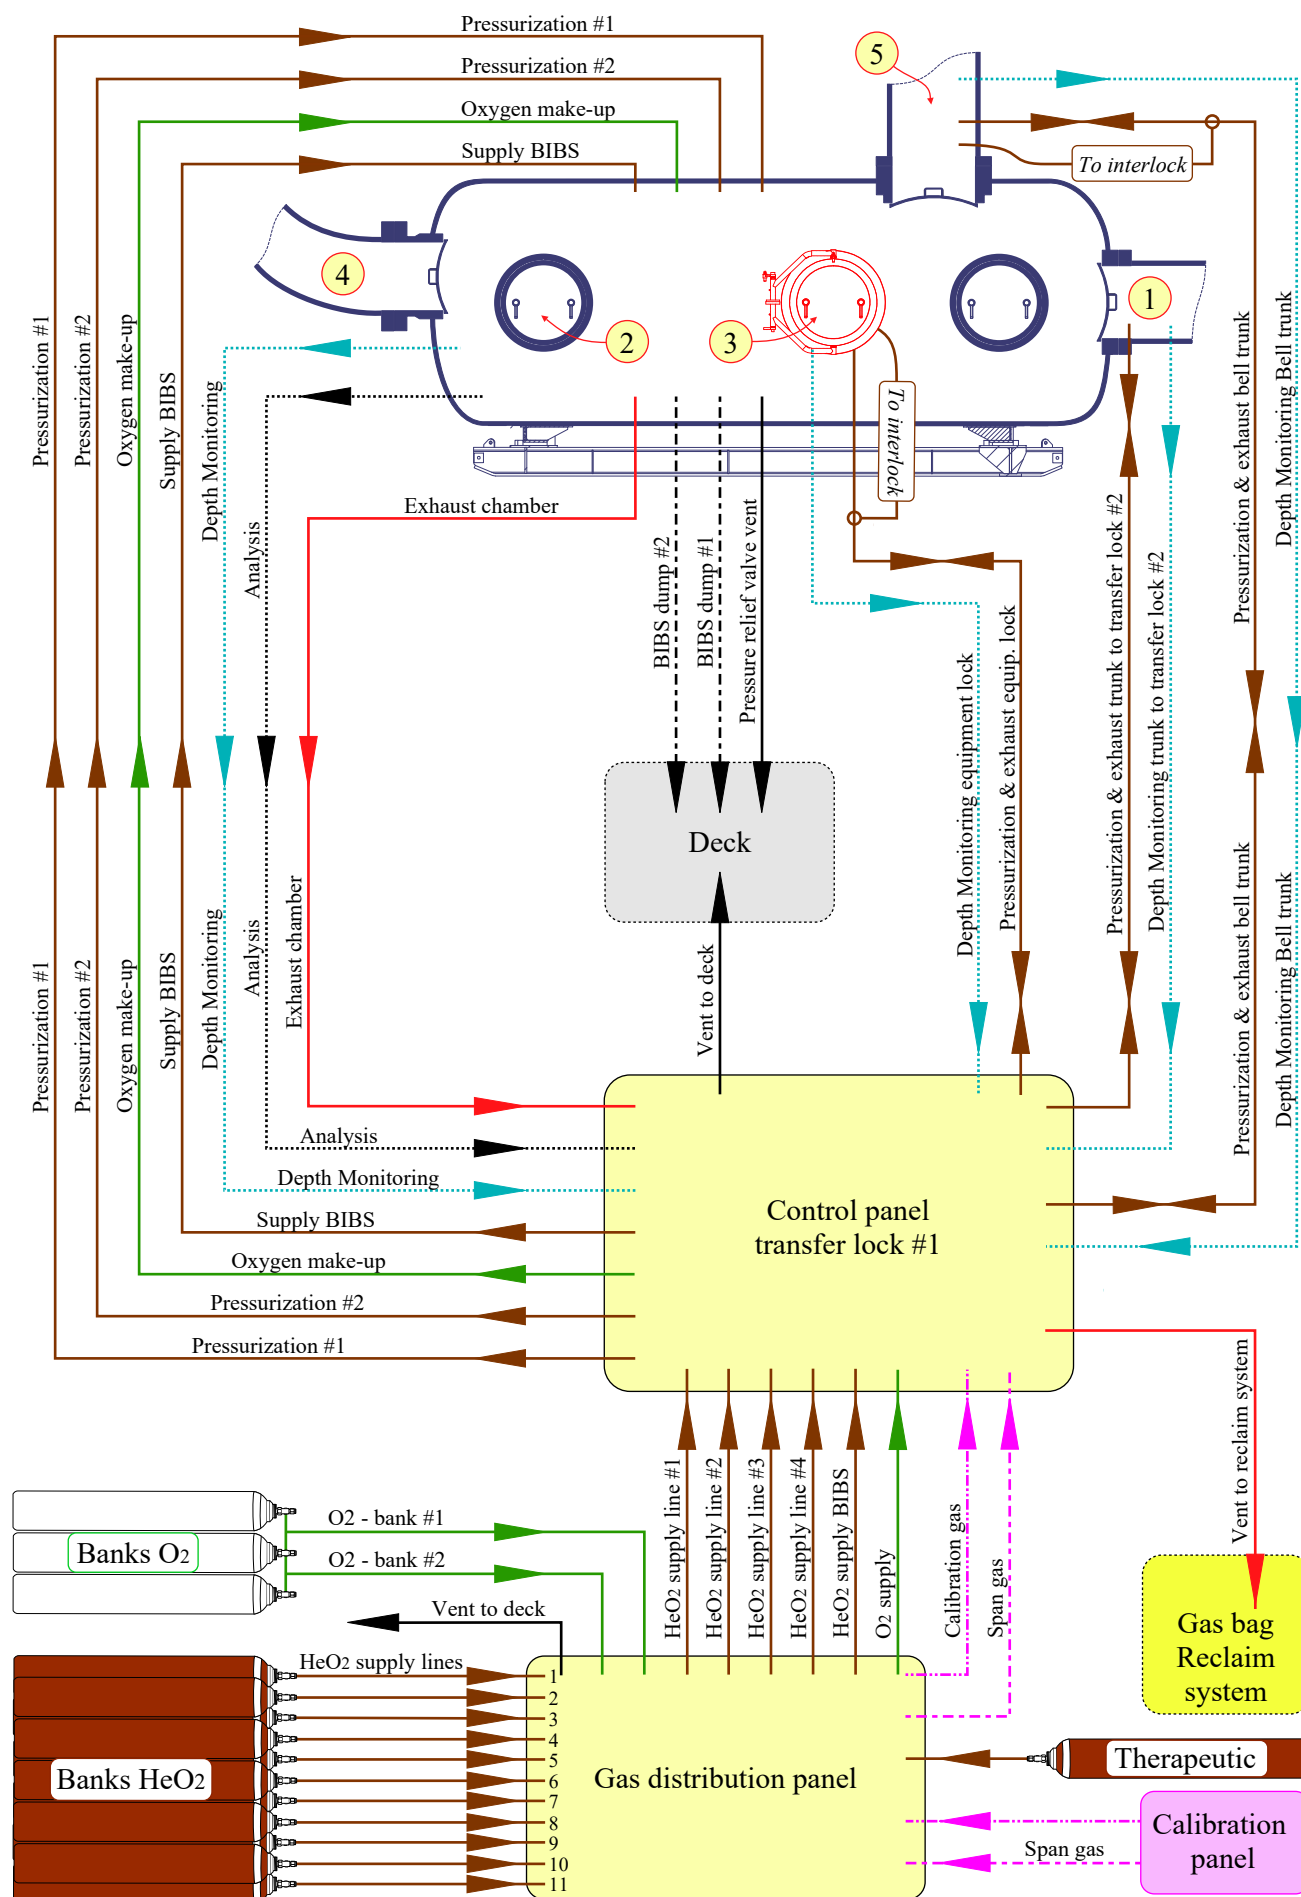 Pressurization #1
Pressurization #2
Oxygen make-up
Supply BIBS
5
To interlock
4
1
2
3
Pressurization #1
Pressurization #2
Oxygen make-up
Supply BIBS
Depth Monitoring
Analysis
To interlock
Exhaust chamber
BIBS dump #2
BIBS dump #1
Pressure relief valve vent
Depth Monitoring equipment lock
Pressurization & exhaust equip. lock
Pressurization & exhaust trunk to transfer lock #2
Depth Monitoring trunk to transfer lock #2
Pressurization & exhaust bell trunk
Depth Monitoring Bell trunk
Deck
Vent to deck
Pressurization #1
Pressurization #2
Oxygen make-up
Supply BIBS
Depth Monitoring
Analysis
Exhaust chamber
Pressurization & exhaust bell trunk
Depth Monitoring Bell trunk
Analysis
Depth Monitoring
Supply BIBS
Oxygen make-up
Pressurization #2
Pressurization #1
Control panel
transfer lock #1
Vent to reclaim system
HeO2 supply line #1
HeO2 supply line #2
HeO2 supply line #3
HeO2 supply line #4
HeO2 supply BIBS
O2 supply
Calibration gas
Span gas
Banks O2
O2 - bank #1
O2 - bank #2
Vent to deck
Gas bag
Reclaim
system
HeO2 supply lines
Banks HeO2
1
2
3
4
5
6
7
8
9
10
11
Gas distribution panel
Therapeutic
Calibration
panel
Span gas